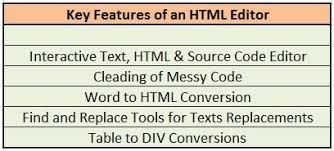 Key Features of an HTML Editor
Interactive Text, HTML & Source Code Editor
Cleading of Messy Code
Word to HTML Conversion
Find and Replace Tools for Texts Replacements
Table to DIV Conversions